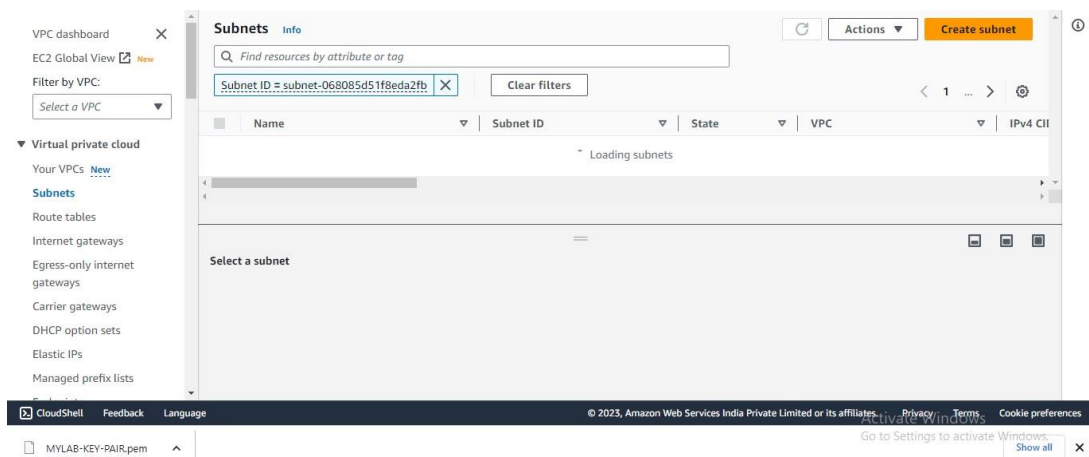 VPC dashboard
EC2 Global View New
Filter by VPC:
Select a VPC
Virtual private cloud
Your VPCs New
Subnets
Route tables
Internet gateways
Egress-only internet
gateways
Carrier gateways
DHCP option sets
Elastic IPs
Managed prefix lists
Subnets Info
Actions
Create subnet
Find resources by attribute or tag
Subnet ID = subnet-068085d51f8eda2fb
Clear filters
1 ...
Name Subnet ID State VPC IPv4 CII
Loading subnets
Select a subnet
CloudShell Feedback Language © 2023, Amazon Web Services India Private Limited or its affiliates. Privacy Terms Cookie preferences
Activate Windows
Go to Settings to activate Windows.
MYLAB-KEY-PAIR.pem Show all